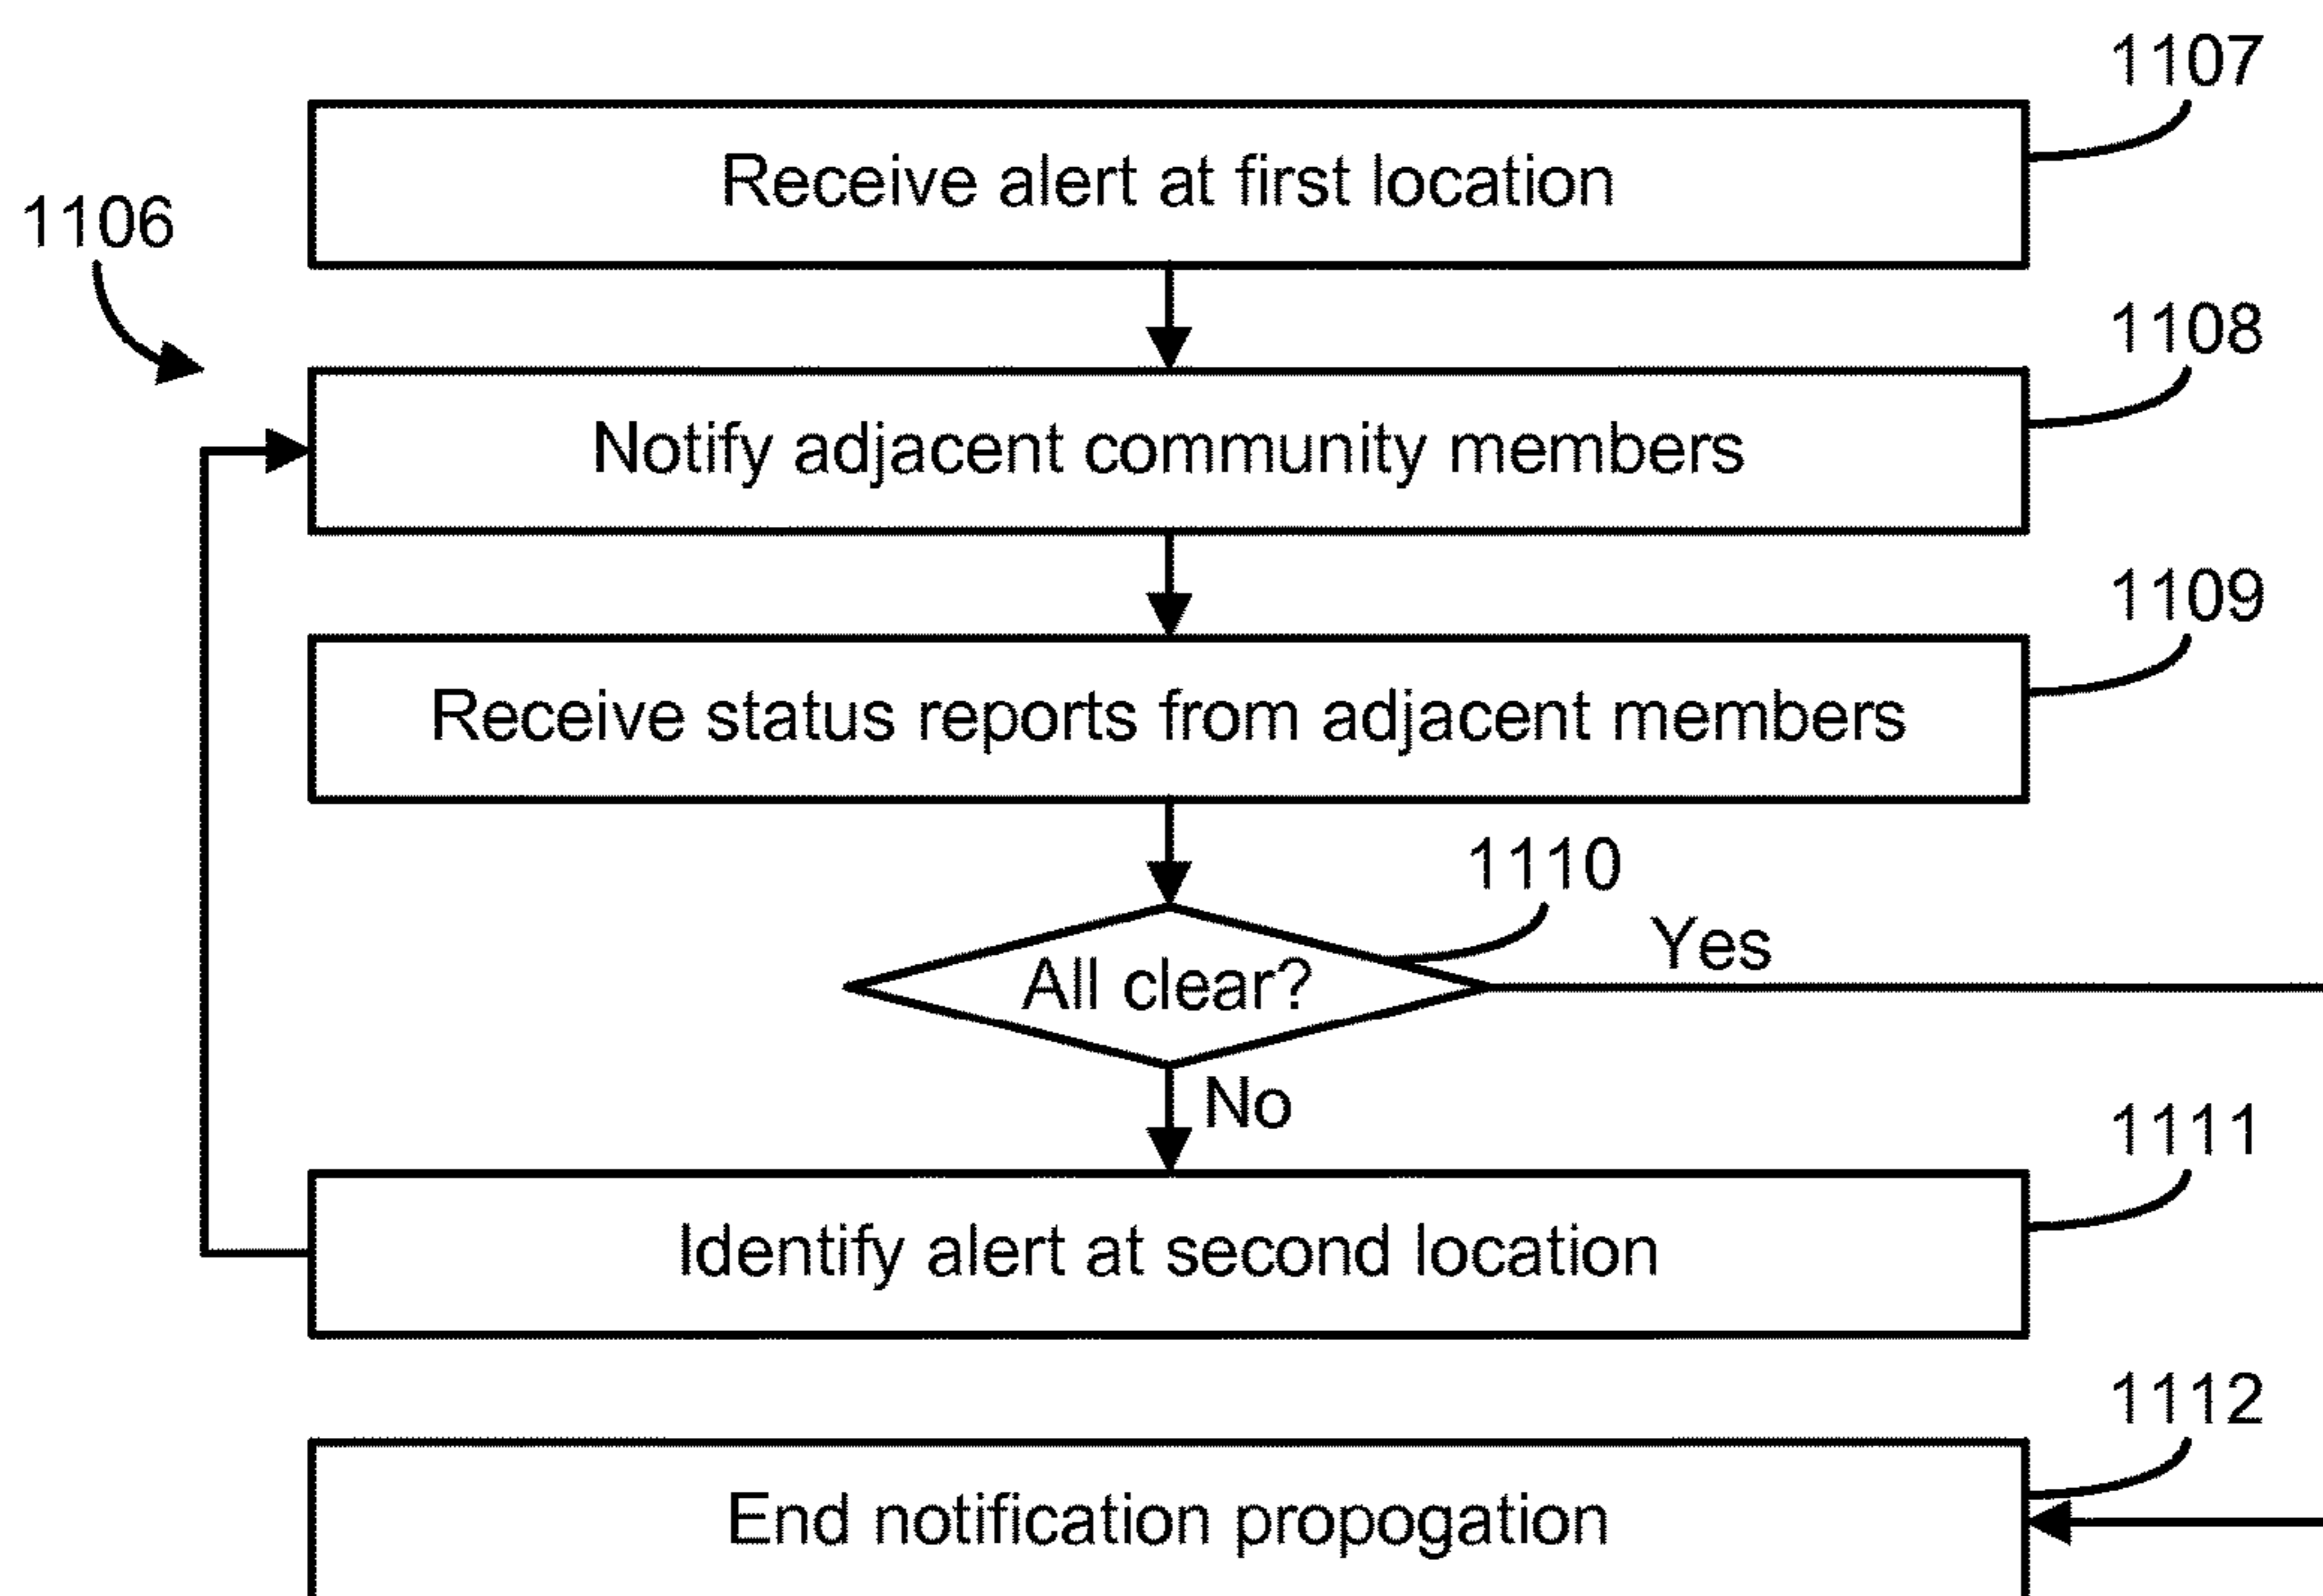 1107
Receive alert at first location
1106
1108
Notify adjacent community members
1109
Receive status reports from adjacent members
1110
Yes
All clear?
No
1111
Identify alert at second location
1112
End notification propogation